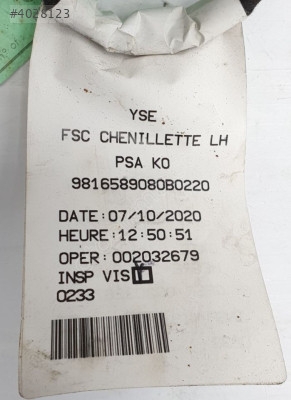 #4028123
YSE
FSC CHENILLETTE LH
PSA KO
9816589080B0220
DATE:07/10/2020
HEURE:12:50:51
OPER:002032679
INSP VIS
0233